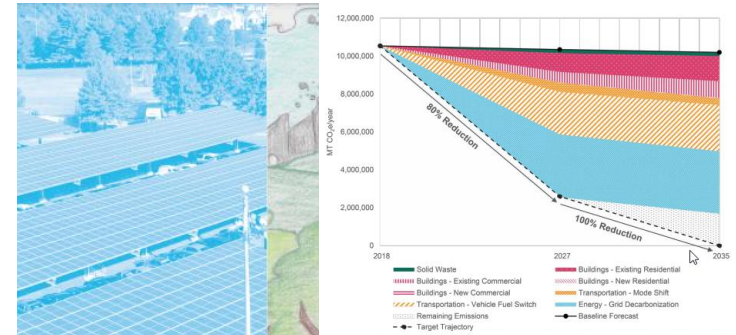 12,000,000
10,000,000
8,000,000
6,000,000
4,000,000
2,000,000
0
MT CO₂e/year
80% Reduction
100% Reduction
2018
2027
2035
Solid Waste
Buildings - Existing Residential
Buildings - Existing Commercial
Buildings - New Residential
Buildings - New Commercial
Transportation - Mode Shift
Transportation - Vehicle Fuel Switch
Energy - Grid Decarbonization
Remaining Emissions
Baseline Forecast
Target Trajectory